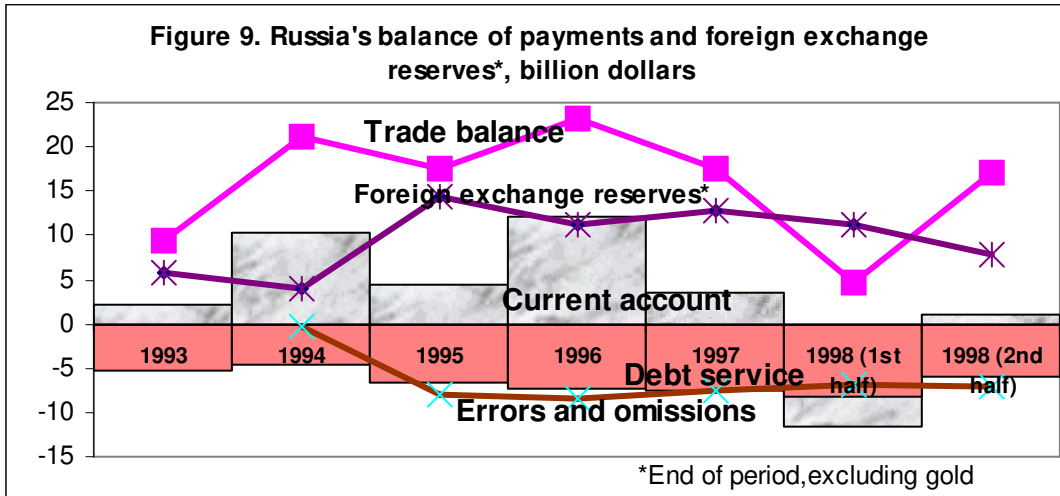 Figure 9. Russia's balance of payments and foreign exchange
reserves*, billion dollars
25
20
15
10
5
0
-5
-10
-15
Trade balance
Foreign exchange reserves*
Current account
1993
1994
1995
1996
1997
1998 (1st
half)
1998 (2nd
half)
Debt service
Errors and omissions
*End of period,excluding gold